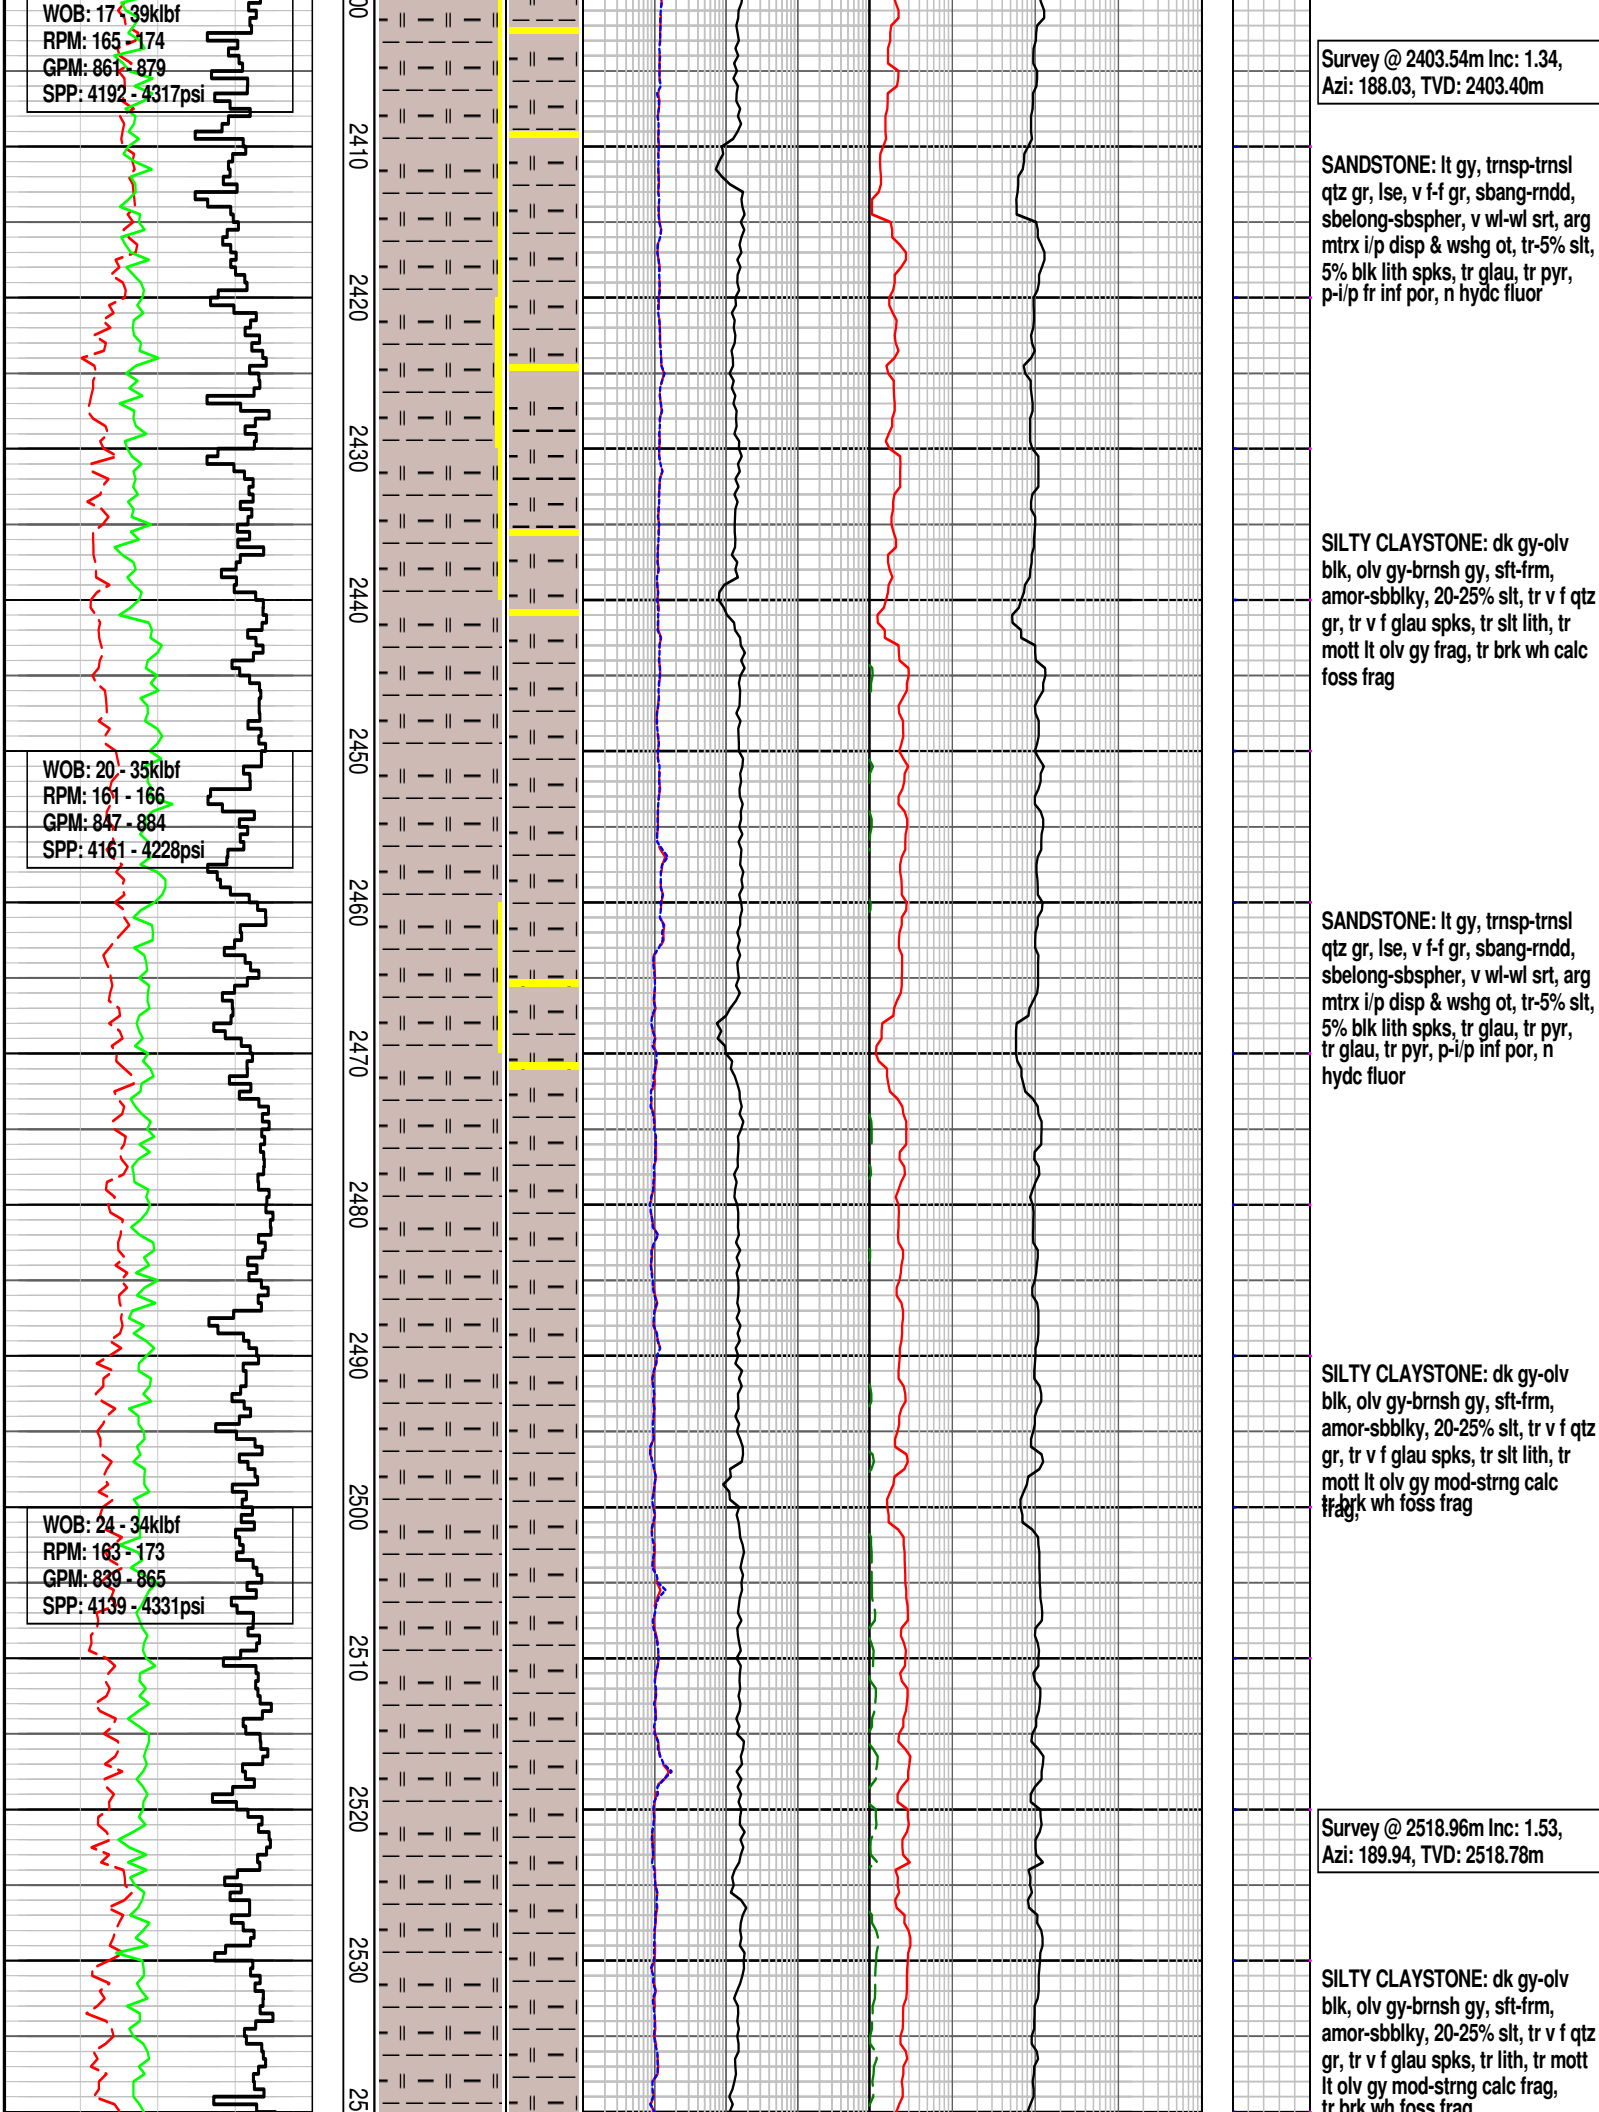 WOB: 17 - 39klbf
RPM: 165 - 174
GPM: 861 - 879
SPP: 4192 - 4317psi
WOB: 20 - 35klbf
RPM: 161 - 166
GPM: 847 - 884
SPP: 4161 - 4228psi
WOB: 24 - 34klbf
RPM: 163 - 173
GPM: 839 - 865
SPP: 4139 - 4331psi
00
2410
2420
2430
2440
2450
2460
2470
2480
2490
2500
2510
2520
2530
25
Survey @ 2403.54m Inc: 1.34,
Azi: 188.03, TVD: 2403.40m
SANDSTONE: lt gy, trnsp-trnsl
qtz gr, lse, v f-f gr, sbang-rndd,
sbelong-sbspher, v wl-wl srt, arg
mtrx i/p disp & wshg ot, tr-5% slt,
5% blk lith spks, tr glau, tr pyr,
p-i/p fr inf por, n hydc fluor
SILTY CLAYSTONE: dk gy-olv
blk, olv gy-brnsh gy, sft-frm,
amor-sbblky, 20-25% slt, tr v f qtz
gr, tr v f glau spks, tr slt lith, tr
mott lt olv gy frag, tr brk wh calc
foss frag
SANDSTONE: lt gy, trnsp-trnsl
qtz gr, lse, v f-f gr, sbang-rndd,
sbelong-sbspher, v wl-wl srt, arg
mtrx i/p disp & wshg ot, tr-5% slt,
5% blk lith spks, tr glau, tr pyr,
tr glau, tr pyr, p-i/p inf por, n
hydc fluor
SILTY CLAYSTONE: dk gy-olv
blk, olv gy-brnsh gy, sft-frm,
amor-sbblky, 20-25% slt, tr v f qtz
gr, tr v f glau spks, tr slt lith, tr
mott lt olv gy mod-strng calc
frag,
tr brk wh foss frag
Survey @ 2518.96m Inc: 1.53,
Azi: 189.94, TVD: 2518.78m
SILTY CLAYSTONE: dk gy-olv
blk, olv gy-brnsh gy, sft-frm,
amor-sbblky, 20-25% slt, tr v f qtz
gr, tr v f glau spks, tr lith, tr mott
lt olv gy mod-strng calc frag,
tr brk wh foss frag